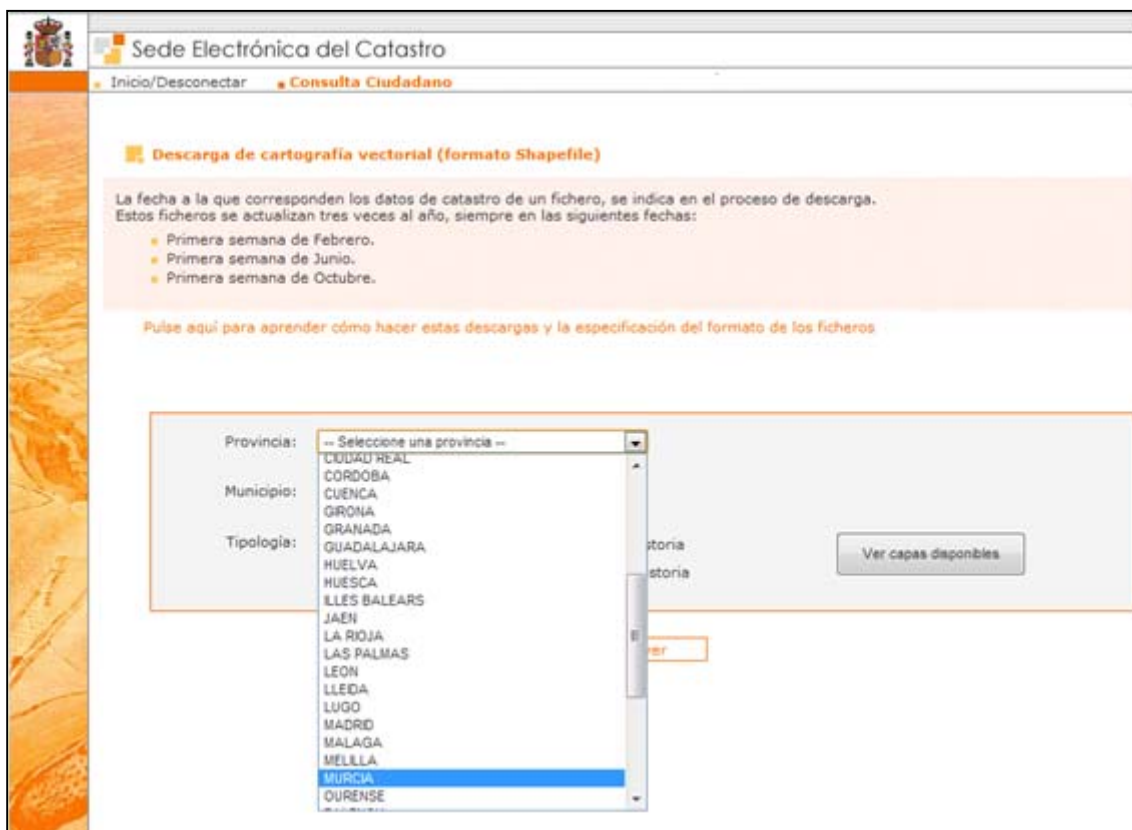 Sede Electrónica del Catastro
Inicio/Desconectar Consulta Ciudadano
Descarga de cartografía vectorial (formato Shapefile)
La fecha a la que corresponden los datos de catastro de un fichero, se indica en el proceso de descarga.
Estos ficheros se actualizan tres veces al año, siempre en las siguientes fechas:
Primera semana de Febrero.
Primera semana de Junio.
Primera semana de Octubre.
Pulse aquí para aprender cómo hacer estas descargas y la especificación del formato de los ficheros
Provincia: -- Seleccione una provincia --
CIUDAD REAL
CORDOBA
Municipio:
CUENCA
GIRONA
GRANADA
Tipología:
GUADALAJARA
storia
Ver capas disponibles
HUELVA
HUESCA
storia
ILLES BALEARS
JAEN
LA RIOJA
ver
LAS PALMAS
LEON
LLEIDA
LUGO
MADRID
MALAGA
MELILLA
MURCIA
OURENSE